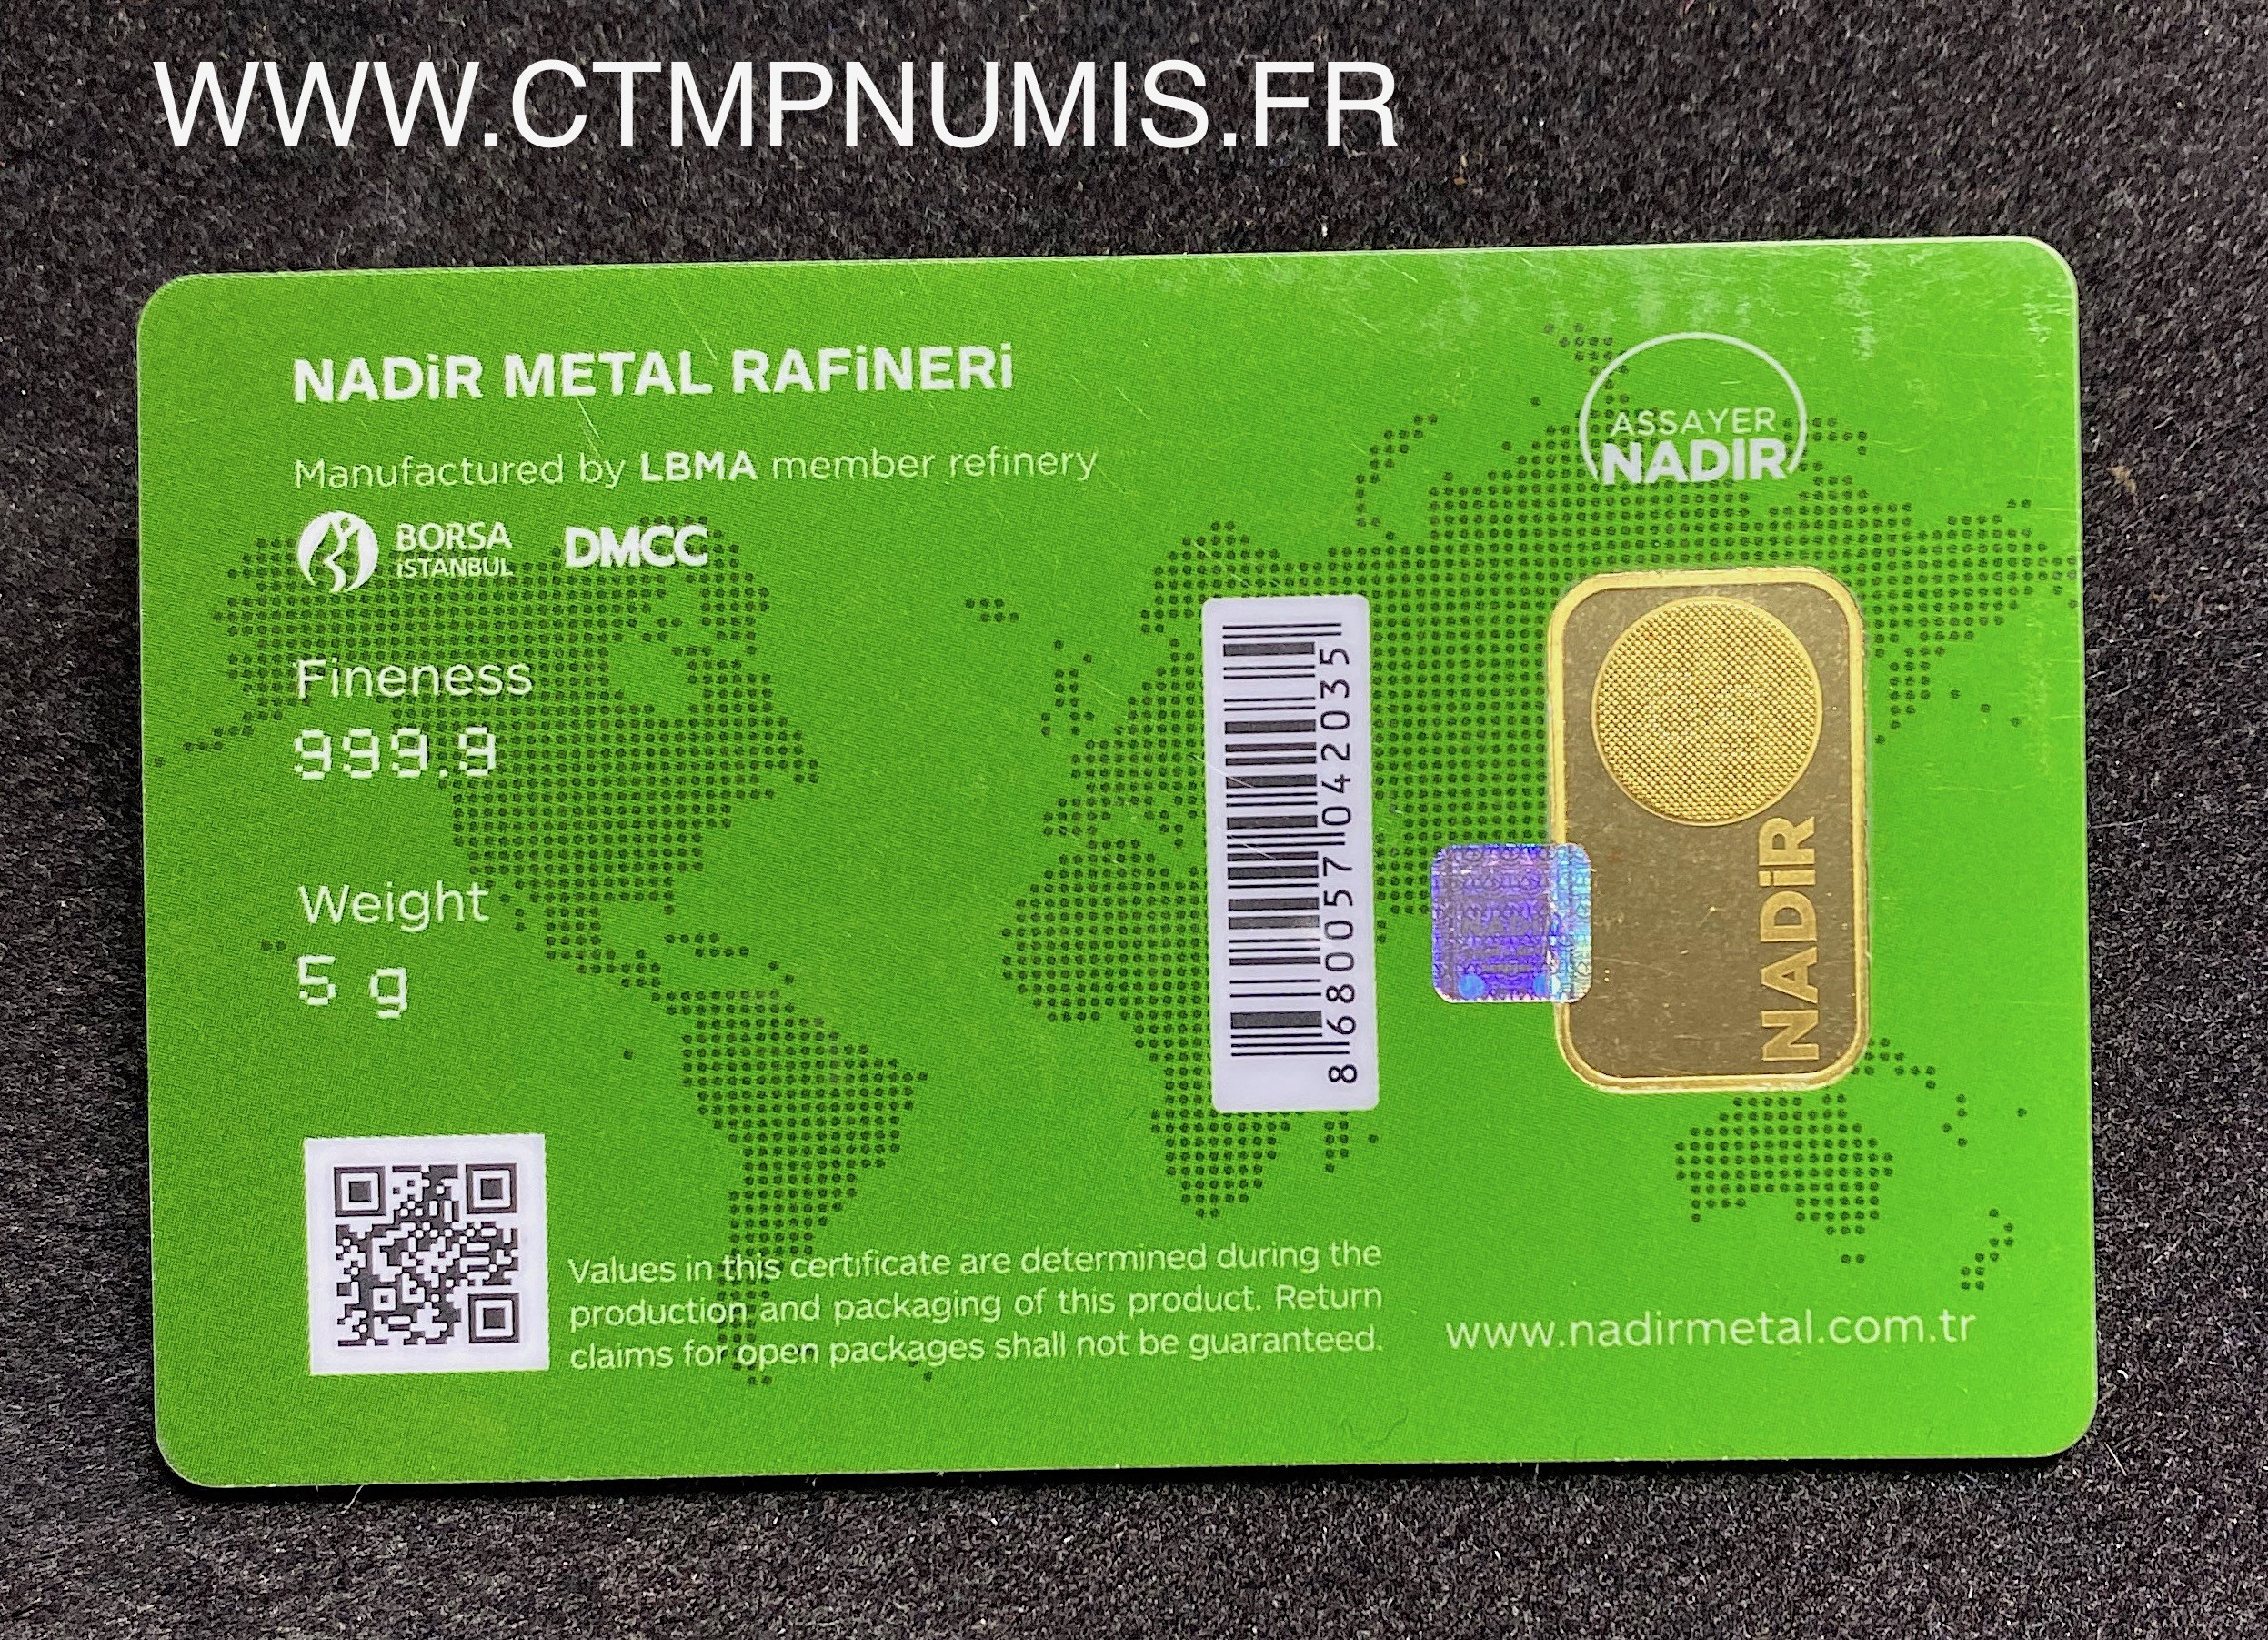 WWW.CTMPNUMIS.FR
NADiR METAL RAFiNERi
Manufactured by LBMA member refinery
BORSA
iSTANBUL
DMCC
ASSAYER
NADIR
Fineness
999.9
Weight
5 g
8680057042035
NADiR
NADIR
Values in this certificate are determined during the
production and packaging of this product. Return
claims for open packages shall not be guaranteed.
www.nadirmetal.com.tr